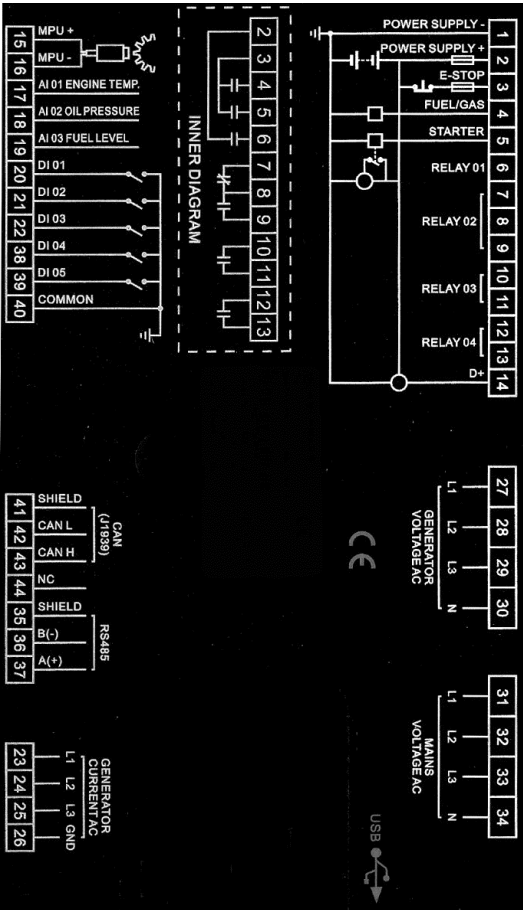 15 MPU +
16 MPU -
17 AI 01 ENGINE TEMP.
18 AI 02 OIL PRESSURE
19 AI 03 FUEL LEVEL
20 DI 01
21 DI 02
22 DI 03
38 DI 04
39 DI 05
40 COMMON
INNER DIAGRAM
2
3
4
5
6
7
8
9
10
11
12
13
POWER SUPPLY - 1
POWER SUPPLY + 2
E-STOP 3
FUEL/GAS 4
STARTER 5
RELAY 01 6
7
RELAY 02 8
9
RELAY 03 10
11
RELAY 04 12
13
D+ 14
41 SHIELD
42 CAN L
43 CAN H
CAN
(J1939)
44 NC
35 SHIELD
36 B(-)
37 A(+)
RS485
23 L1
24 L2
25 L3
26 GND
GENERATOR
CURRENT AC
CE
GENERATOR
VOLTAGE AC
L1 27
L2 28
L3 29
N 30
MAINS
VOLTAGE AC
L1 31
L2 32
L3 33
N 34
USB